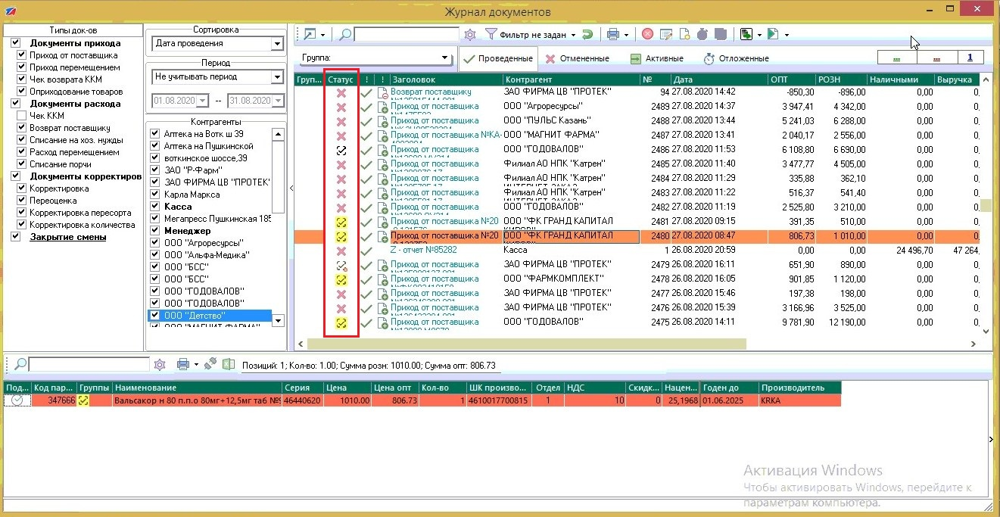 Журнал документов
Типы док-ов
Документы прихода
Приход от поставщика
Приход перемещением
Чек возврата ККМ
Оприходование товаров
Документы расхода
Чек ККМ
Возврат поставщику
Списание на хоз. нужды
Расход перемещением
Списание порчи
Документы корректиров
Корректировка
Переоценка
Корректировка пересорта
Корректировка количества
Закрытие смены
Сортировка
Дата проведения
Период
Не учитывать период
01.08.2020 -- 31.08.2020
Контрагенты
Аптека на Вотк ш 39
Аптека на Пушкинской
воткинское шоссе,39
ЗАО "Р-Фарм"
ЗАО ФИРМА ЦВ "ПРОТЕК"
Карла Маркса
Касса
Мегапресс Пушкинская 185
Менеджер
ООО "Агроресурсы"
ООО "Альфа-Медика"
ООО "БСС"
ООО "БСС"
ООО "ГОДОВАЛОВ"
ООО "ГОДОВАЛОВ"
ООО "Детство"
ООО "МАГНИТ ФАРМА"
Фильтр не задан
Группа: Проведенные Отмененные Активные Отложенные ... ... 1
Груп... Статус ! ! Заголовок Контрагент № Дата ОПТ РОЗН Наличными Выручка
Возврат поставщику ЗАО ФИРМА ЦВ "ПРОТЕК" 94 27.08.2020 14:42 -850,30 -896,00 0,00 0,
Приход от поставщика ООО "Агроресурсы" 2489 27.08.2020 14:37 3 947,41 4 342,00 0,00 0,
Приход от поставщика ООО "ПУЛЬС Казань" 2488 27.08.2020 13:44 5 241,03 6 288,00 0,00 0,
Приход от поставщика №КА- ООО "МАГНИТ ФАРМА" 2487 27.08.2020 13:41 2 040,17 2 556,00 0,00 0,
Приход от поставщика ООО "ГОДОВАЛОВ" 2486 27.08.2020 11:53 6 108,80 6 690,00 0,00 0,
Приход от поставщика Филиал АО НПК "Катрен" 2485 27.08.2020 11:40 3 477,77 4 505,00 0,00 0,
Приход от поставщика Филиал АО НПК "Катрен" 2484 27.08.2020 11:29 335,88 362,10 0,00 0,
Приход от поставщика Филиал АО НПК "Катрен" 2483 27.08.2020 11:22 516,37 541,40 0,00 0,
Приход от поставщика ООО "ГОДОВАЛОВ" 2482 27.08.2020 11:19 2 525,80 3 210,00 0,00 0,
Приход от поставщика №20 ООО "ФК ГРАНД КАПИТАЛ 2481 27.08.2020 09:15 391,35 510,00 0,00 0,
Приход от поставщика №20 ООО "ФК ГРАНД КАПИТАЛ 2480 27.08.2020 08:47 806,73 1 010,00 0,00 0,
Z - отчет №85282 Касса 1 26.08.2020 20:59 0,00 0,00 24 496,70 47 264,
Приход от поставщика ЗАО ФИРМА ЦВ "ПРОТЕК" 2479 26.08.2020 16:11 651,90 890,00 0,00 0,
Приход от поставщика ООО "ФАРМКОМПЛЕКТ" 2478 26.08.2020 16:05 901,85 1 120,00 0,00 0,
Приход от поставщика ЗАО ФИРМА ЦВ "ПРОТЕК" 2477 26.08.2020 15:46 197,38 198,00 0,00 0,
Приход от поставщика ЗАО ФИРМА ЦВ "ПРОТЕК" 2476 26.08.2020 15:39 3 166,96 3 525,00 0,00 0,
Приход от поставщика ООО "ГОДОВАЛОВ" 2475 26.08.2020 14:11 9 781,90 12 190,00 0,00 0,
Позиций: 1; Кол-во: 1.00; Сумма розн: 1010.00; Сумма опт: 806.73
Под... Код пар... Группы Наименование Серия Цена Цена опт Кол-во ШК произво... Отдел НДС Скидк... Нацен... Годен до Производитель
347666 Вальсакор н 80 п.п.о 80мг+12,5мг таб №9 46440620 1010.00 806.73 1 4610017700815 1 10 0 25,1968 01.06.2025 KRKA
Активация Windows
Чтобы активировать Windows, перейдите к
параметрам компьютера.